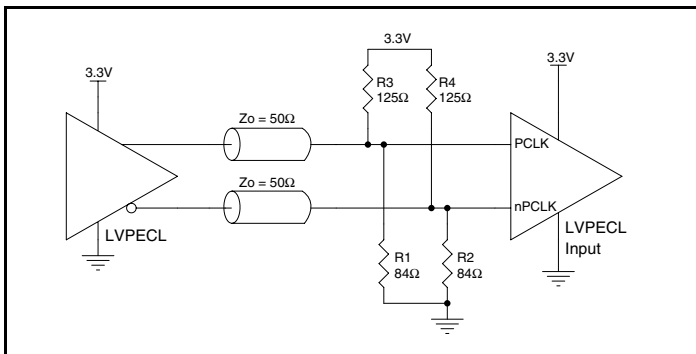 3.3V
3.3V
3.3V
R3
125Ω
R4
125Ω
Zo = 50Ω
PCLK
Zo = 50Ω
nPCLK
LVPECL
LVPECL
Input
R1
84Ω
R2
84Ω